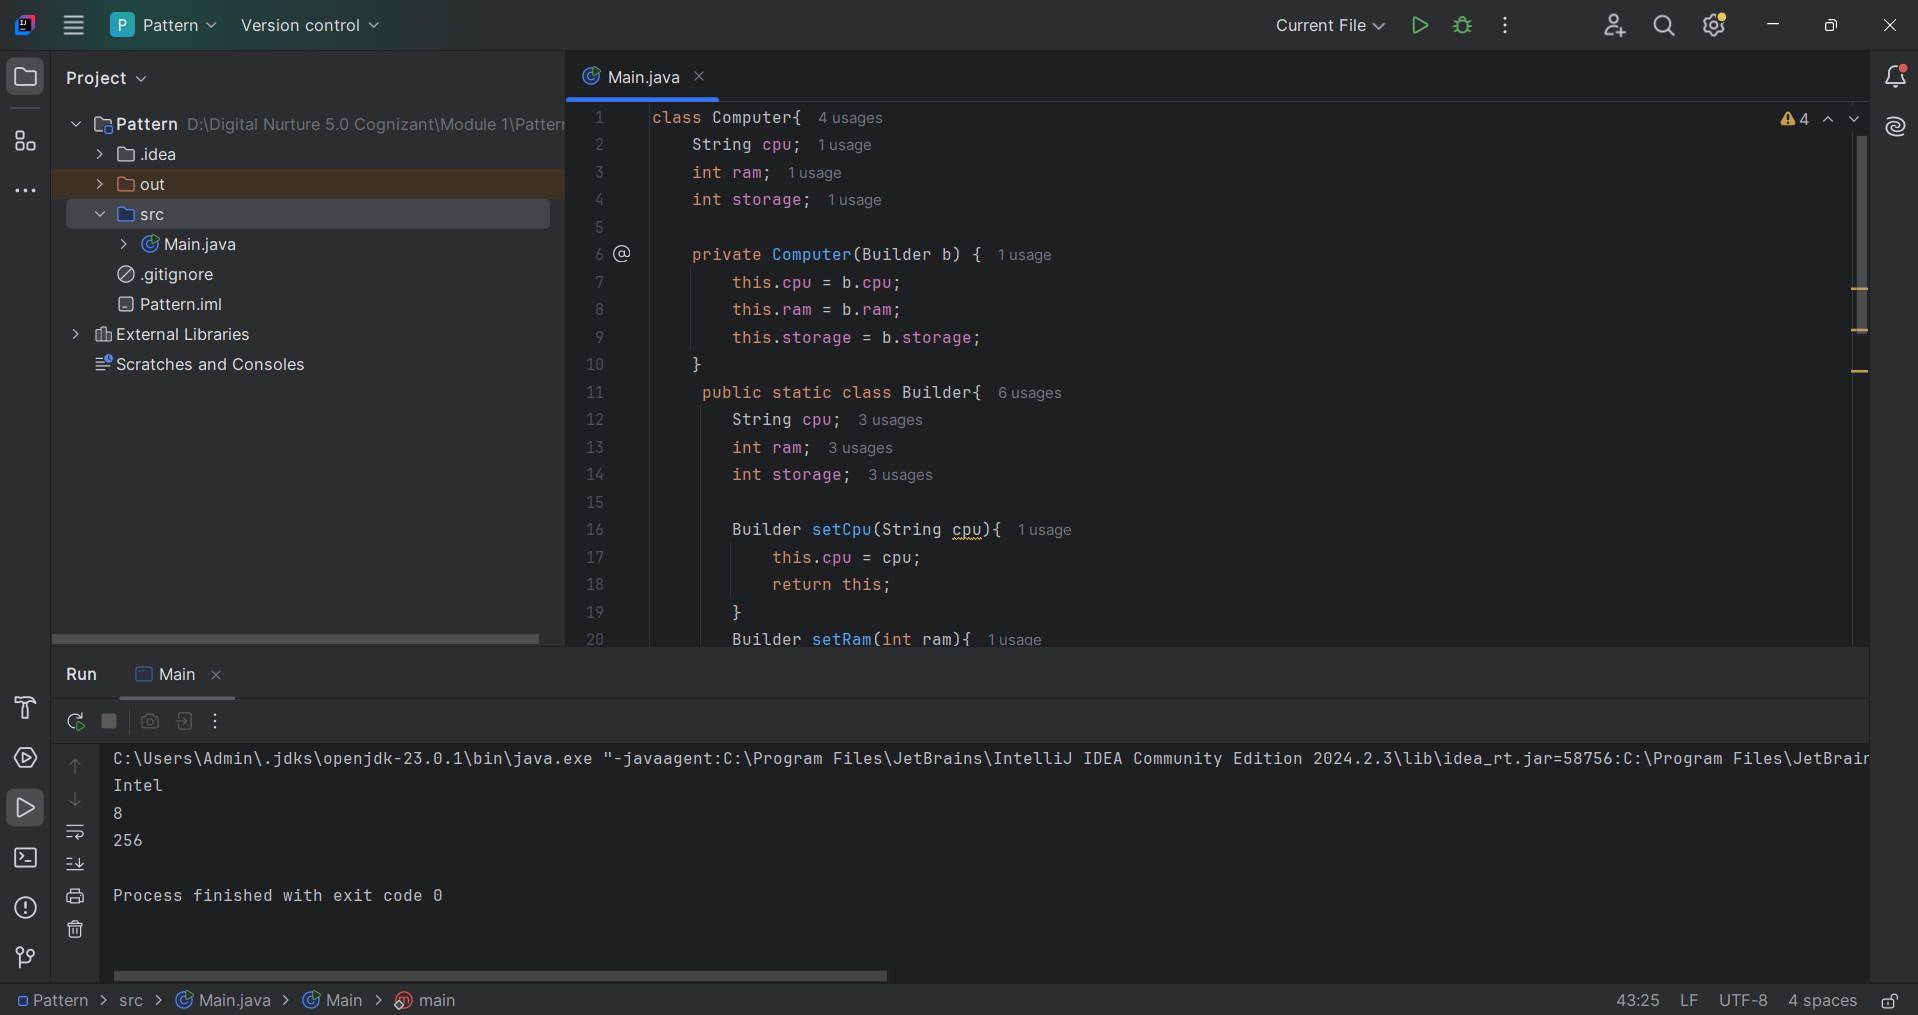 P Pattern Version control Current File
Project
Main.java
Pattern D:\Digital Nurture 5.0 Cognizant\Module 1\Pattern
.idea
out
src
Main.java
.gitignore
Pattern.iml
External Libraries
Scratches and Consoles
4
1 class Computer{ 4 usages
2 String cpu; 1 usage
3 int ram; 1 usage
4 int storage; 1 usage
5
6 @ private Computer(Builder b) { 1 usage
7 this.cpu = b.cpu;
8 this.ram = b.ram;
9 this.storage = b.storage;
10 }
11 public static class Builder{ 6 usages
12 String cpu; 3 usages
13 int ram; 3 usages
14 int storage; 3 usages
15
16 Builder setCpu(String cpu){ 1 usage
17 this.cpu = cpu;
18 return this;
19 }
20 Builder setRam(int ram){ 1 usage
Run Main
C:\Users\Admin\.jdks\openjdk-23.0.1\bin\java.exe "-javaagent:C:\Program Files\JetBrains\IntelliJ IDEA Community Edition 2024.2.3\lib\idea_rt.jar=58756:C:\Program Files\JetBrain
Intel
8
256
Process finished with exit code 0
Pattern > src > Main.java > Main > main 43:25 LF UTF-8 4 spaces